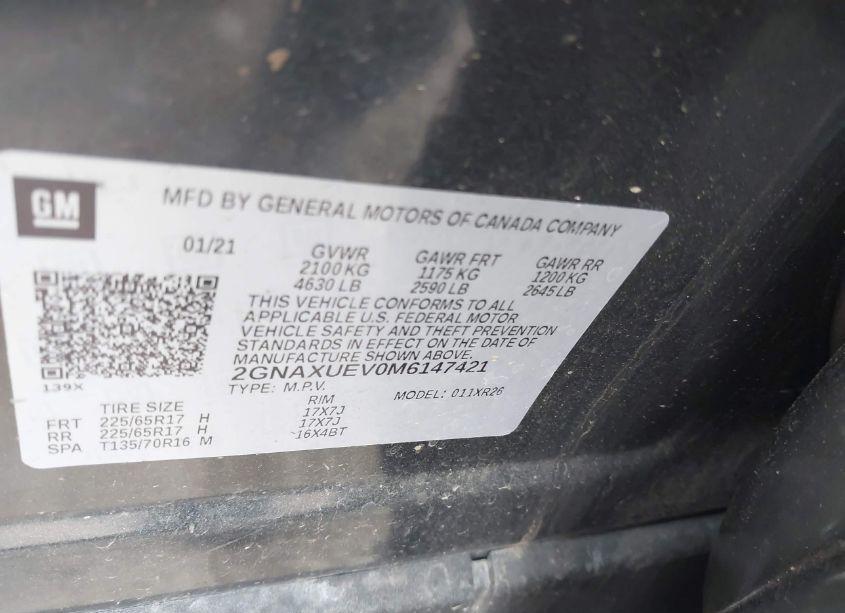 GM
MFD BY GENERAL MOTORS OF CANADA COMPANY
01/21 GVWR GAWR FRT GAWR RR
2100 KG 1175 KG 1200 KG
4630 LB 2590 LB 2645 LB
THIS VEHICLE CONFORMS TO ALL
APPLICABLE U.S. FEDERAL MOTOR
VEHICLE SAFETY AND THEFT PREVENTION
STANDARDS IN EFFECT ON THE DATE OF
MANUFACTURE SHOWN ABOVE.
2GNAXUEV0M6147421
139X
TYPE: M.P.V. MODEL: 011XR26
TIRE SIZE RIM
FRT 225/65R17 H 17X7J
RR 225/65R17 H 17X7J
SPA T135/70R16 M 16X4BT